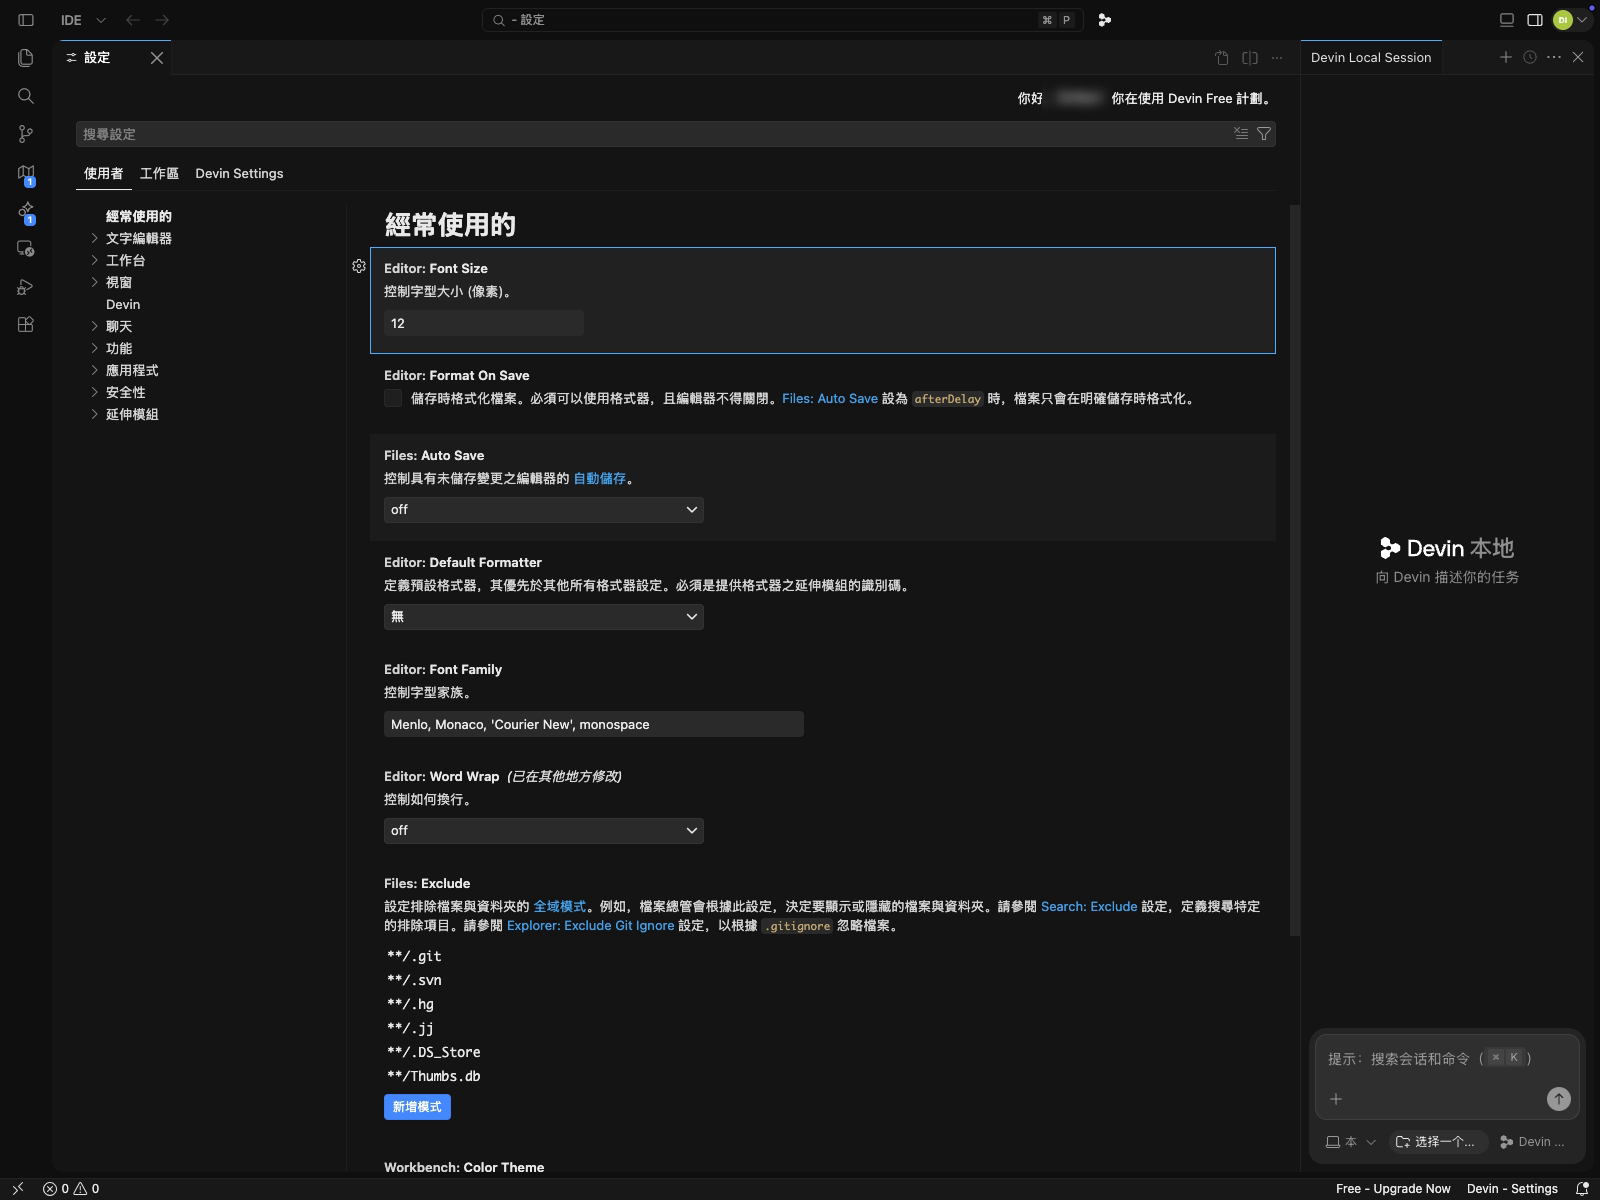 IDE
- 設定
⌘ P
DI
設定
Devin Local Session
你好
你在使用 Devin Free 計劃。
搜尋設定
使用者 工作區 Devin Settings
經常使用的
文字編輯器
工作台
視窗
Devin
聊天
功能
應用程式
安全性
延伸模組
1
1
經常使用的
Editor: Font Size
控制字型大小 (像素)。
12
Editor: Format On Save
儲存時格式化檔案。必須可以使用格式器，且編輯器不得關閉。Files: Auto Save 設為 afterDelay 時，檔案只會在明確儲存時格式化。
Files: Auto Save
控制具有未儲存變更之編輯器的 自動儲存。
off
Editor: Default Formatter
定義預設格式器，其優先於其他所有格式器設定。必須是提供格式器之延伸模組的識別碼。
無
Editor: Font Family
控制字型家族。
Menlo, Monaco, 'Courier New', monospace
Editor: Word Wrap (已在其他地方修改)
控制如何換行。
off
Files: Exclude
設定排除檔案與資料夾的 全域模式。例如，檔案總管會根據此設定，決定要顯示或隱藏的檔案與資料夾。請參閱 Search: Exclude 設定，定義搜尋特定
的排除項目。請參閱 Explorer: Exclude Git Ignore 設定，以根據 .gitignore 忽略檔案。
**/.git
**/.svn
**/.hg
**/.jj
**/.DS_Store
**/Thumbs.db
新增模式
Workbench: Color Theme
Devin 本地
向 Devin 描述你的任务
提示：搜索会话和命令（⌘ K）
本
选择一个...
Devin ...
0 0
Free - Upgrade Now
Devin - Settings